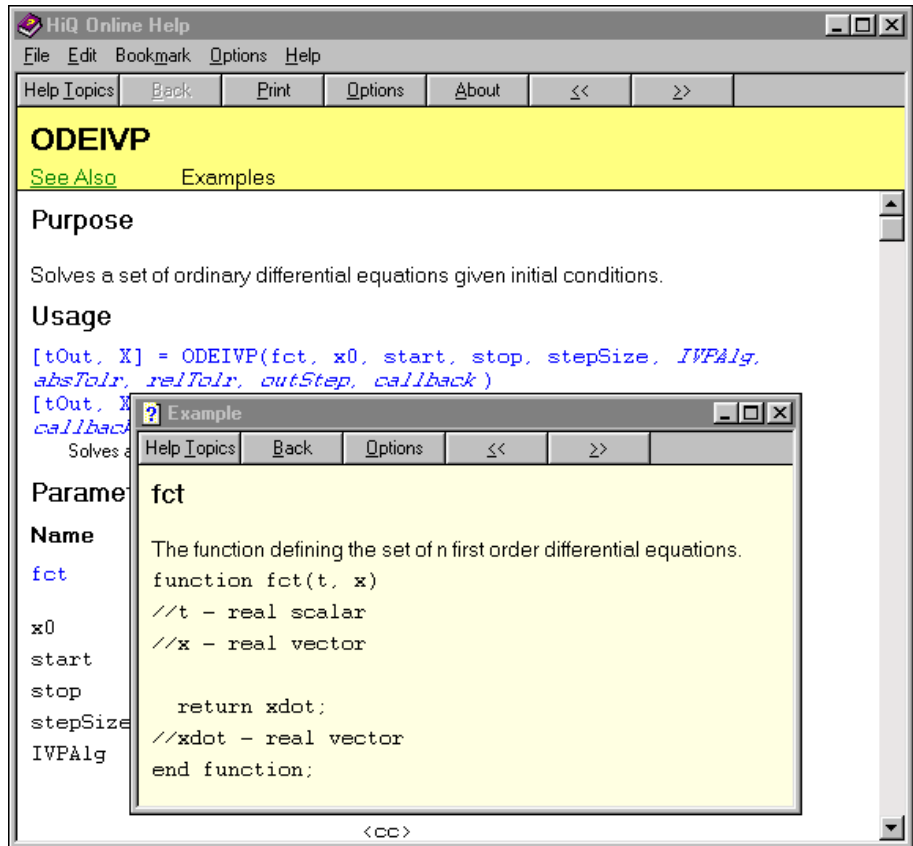 HiQ Online Help
File Edit Bookmark Options Help
Help Topics Back Print Options About << >>
ODEIVP
See Also Examples
Purpose
Solves a set of ordinary differential equations given initial conditions.
Usage
[tOut, X] = ODEIVP(fct, x0, start, stop, stepSize, IVPAlg,
absTolr, relTolr, outStep, callback )
[tOut, X
callback
Solves a
Paramet
Name
fct
x0
start
stop
stepSize
IVPAlg
Example
Help Topics Back Options << >>
fct
The function defining the set of n first order differential equations.
function fct(t, x)
//t - real scalar
//x - real vector
return xdot;
//xdot - real vector
end function;
<cc>